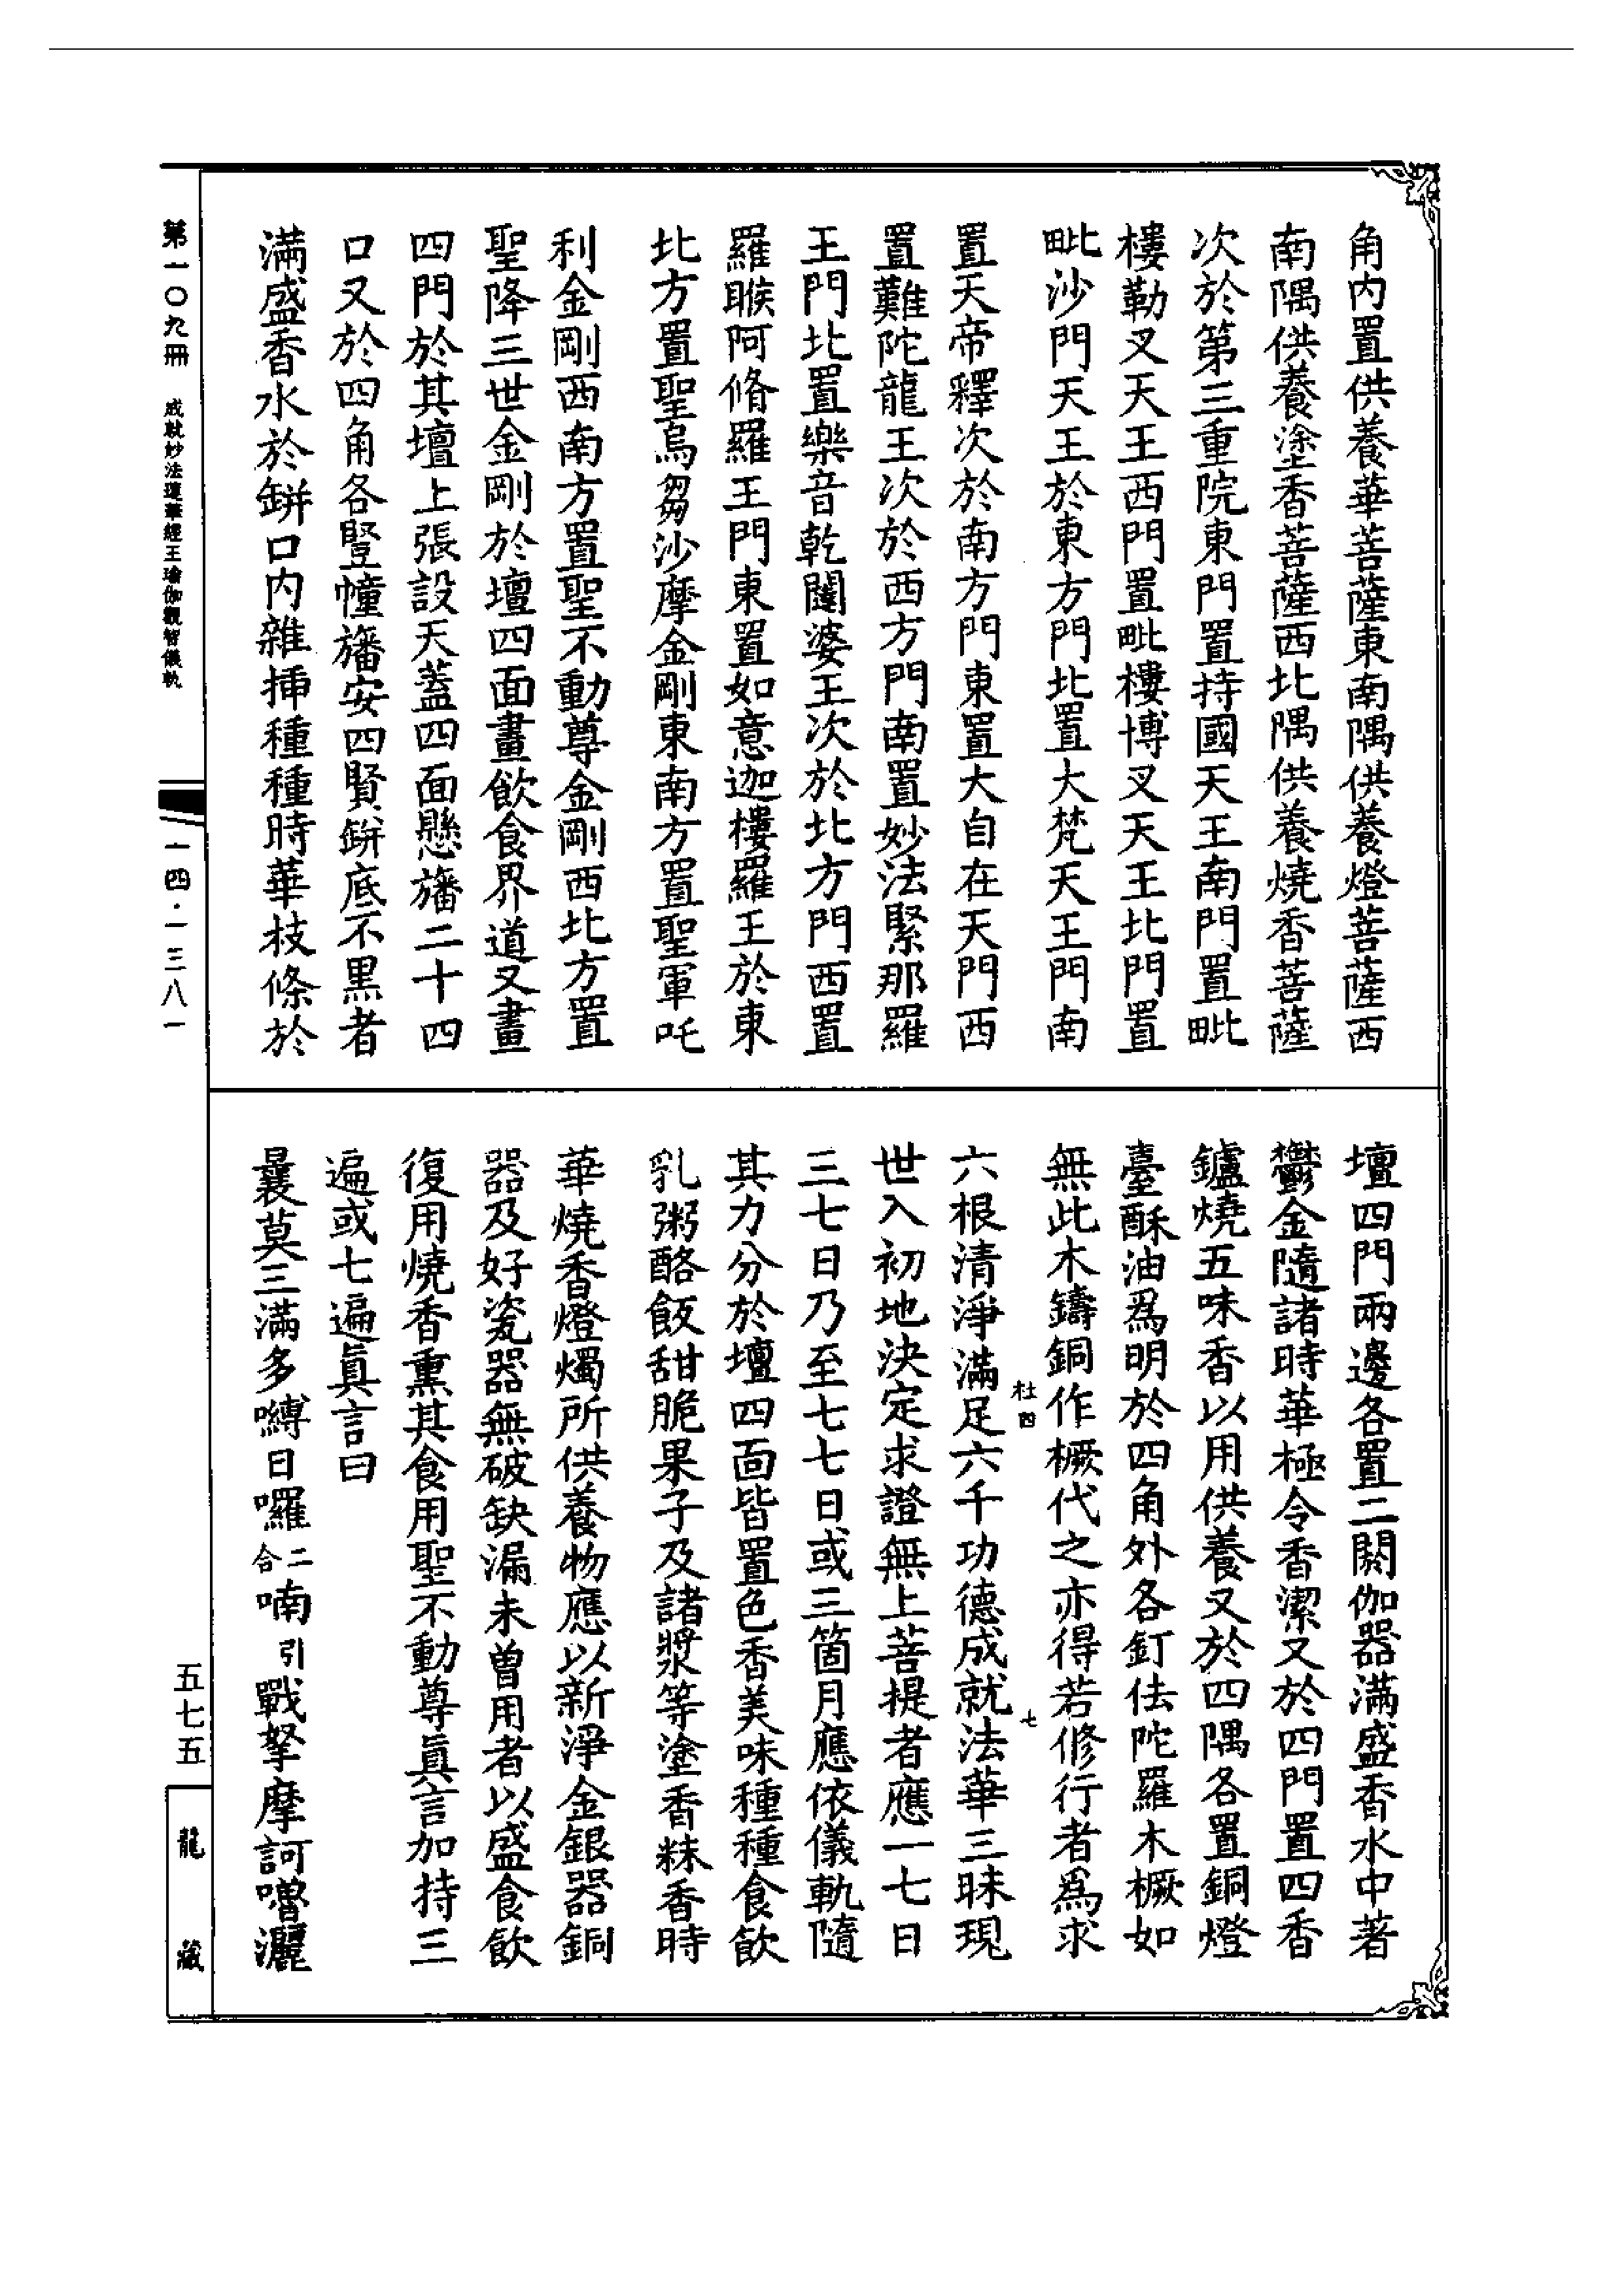 角内置供養華菩薩東南隅供養燈菩薩西
南隅供養塗香菩薩西北隅供養燒香菩薩
次於第三重院東門置持國天王南門置毗
樓勒叉天王西門置毗樓博叉天王北門置
毗沙門天王於東方門北置大梵天王門南
置天帝釋次於南方門東置大自在天門西
置難陀龍王次於西方門南置妙法緊那羅
王門北置樂音乾闥婆王次於北方門西置
羅睺阿脩羅王門東置如意迦樓羅王於東
北方置聖烏芻沙摩金剛東南方置聖軍吒
利金剛西南方置聖不動尊金剛西北方置
聖降三世金剛於壇四面畫飲食界道又畫
四門於其壇上張設天蓋四面懸旛二十四
口又於四角各豎幢旛安四賢缾底不黑者
滿盛香水於缾口内雜揷種種時華枝條於
壇四門兩邊各置二閼伽器滿盛香水中著
鬱金隨諸時華極令香潔又於四門置四香
鑪燒五味香以用供養又於四隅各置銅燈
臺酥油爲明於四角外各釘佉陀羅木橛如
無此木鑄銅作橛代之亦得若修行者爲求
杜四 七
六根清淨滿足六千功德成就法華三昧現
世入初地決定求證無上菩提者應一七日
三七日乃至七七日或三箇月應依儀軌隨
其力分於壇四面皆置色香美味種種食飲
乳粥酪飯甜脆果子及諸漿等塗香粖香時
華燒香燈燭所供養物應以新淨金銀器銅
器及好瓷器無破缺漏未曾用者以盛食飲
復用燒香熏其食用聖不動尊眞言加持三
遍或七遍眞言曰
曩莫三滿多嚩日囉二合喃引戰拏摩訶嚕灑
第一〇九冊 成就妙法蓮華經王瑜伽觀智儀軌
一四·一三八一
五七五
龍藏